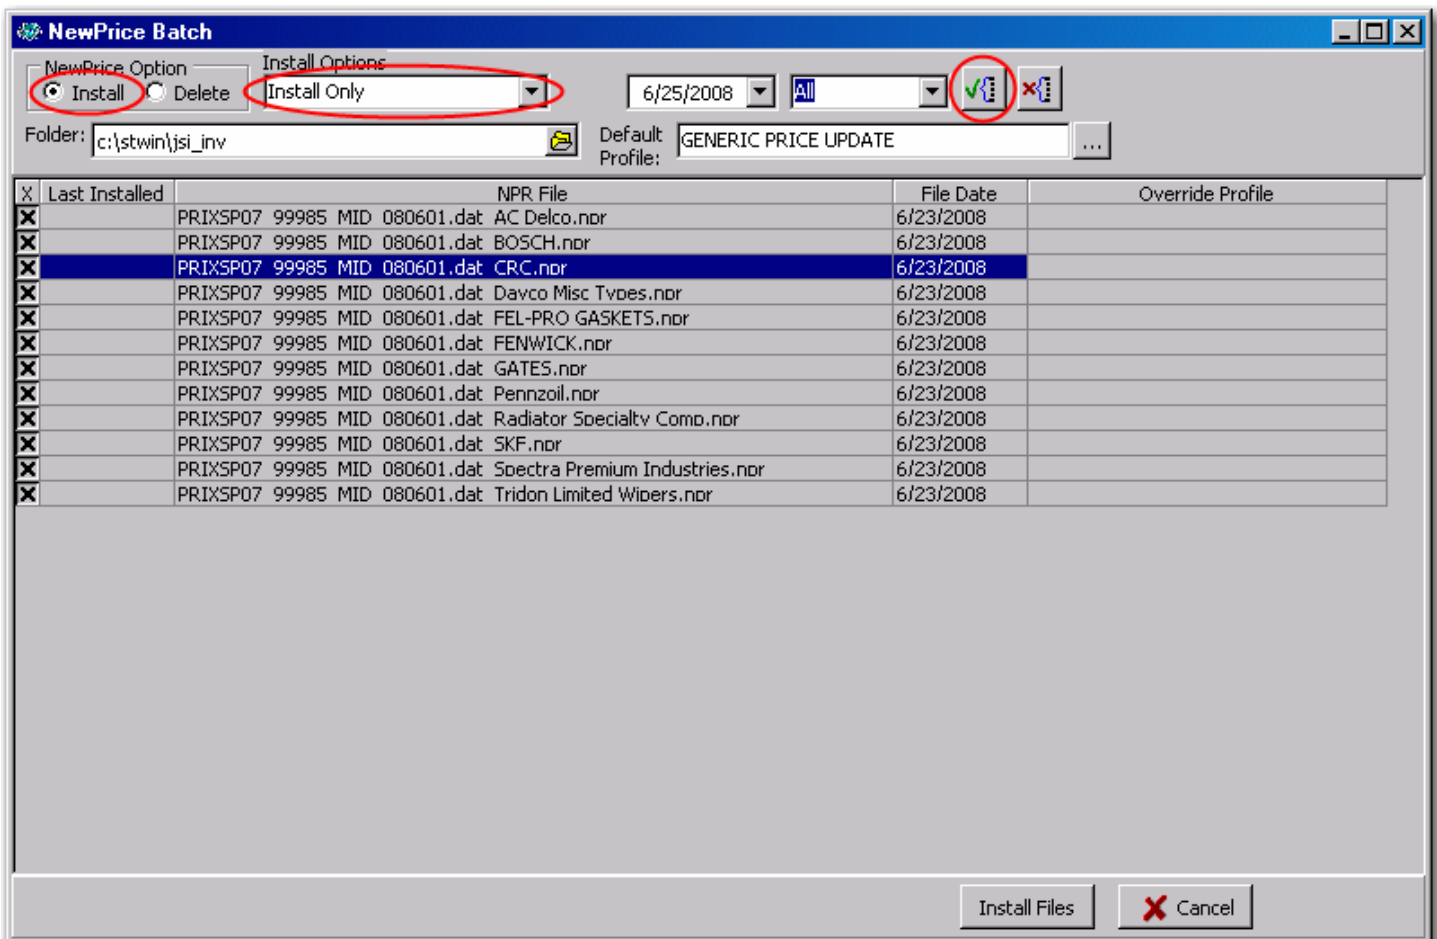 NewPrice Batch
NewPrice Option
Install Options
Install
Delete
Install Only
6/25/2008
All
Folder:
c:\stwin\jsi_inv
Default Profile:
GENERIC PRICE UPDATE
...
X Last Installed NPR File File Date Override Profile
PRIXSP07 99985 MID 080601.dat AC Delco.npr 6/23/2008
PRIXSP07 99985 MID 080601.dat BOSCH.npr 6/23/2008
PRIXSP07 99985 MID 080601.dat CRC.npr 6/23/2008
PRIXSP07 99985 MID 080601.dat Dayco Misc Types.npr 6/23/2008
PRIXSP07 99985 MID 080601.dat FEL-PRO GASKETS.npr 6/23/2008
PRIXSP07 99985 MID 080601.dat FENWICK.npr 6/23/2008
PRIXSP07 99985 MID 080601.dat GATES.npr 6/23/2008
PRIXSP07 99985 MID 080601.dat Pennzoil.npr 6/23/2008
PRIXSP07 99985 MID 080601.dat Radiator Specialty Comp.npr 6/23/2008
PRIXSP07 99985 MID 080601.dat SKF.npr 6/23/2008
PRIXSP07 99985 MID 080601.dat Spectra Premium Industries.npr 6/23/2008
PRIXSP07 99985 MID 080601.dat Tridon Limited Wipers.npr 6/23/2008
Install Files
Cancel